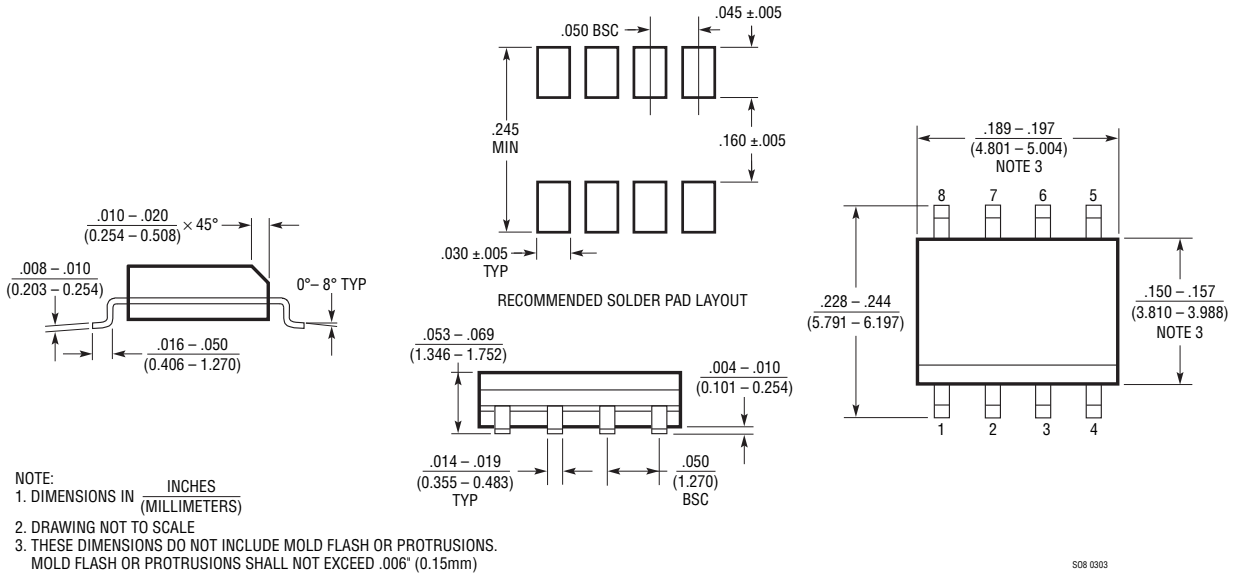 .050 BSC
.045 ±.005
.245
MIN
.160 ±.005
.030 ±.005
TYP
RECOMMENDED SOLDER PAD LAYOUT
.189 – .197
(4.801 – 5.004)
NOTE 3
8 7 6 5
.228 – .244
(5.791 – 6.197)
.150 – .157
(3.810 – 3.988)
NOTE 3
1 2 3 4
.010 – .020
(0.254 – 0.508)
× 45°
.008 – .010
(0.203 – 0.254)
0°– 8° TYP
.016 – .050
(0.406 – 1.270)
.053 – .069
(1.346 – 1.752)
.004 – .010
(0.101 – 0.254)
.014 – .019
(0.355 – 0.483)
TYP
.050
(1.270)
BSC
NOTE:
1. DIMENSIONS IN INCHES
(MILLIMETERS)
2. DRAWING NOT TO SCALE
3. THESE DIMENSIONS DO NOT INCLUDE MOLD FLASH OR PROTRUSIONS.
MOLD FLASH OR PROTRUSIONS SHALL NOT EXCEED .006" (0.15mm)
SO8 0303